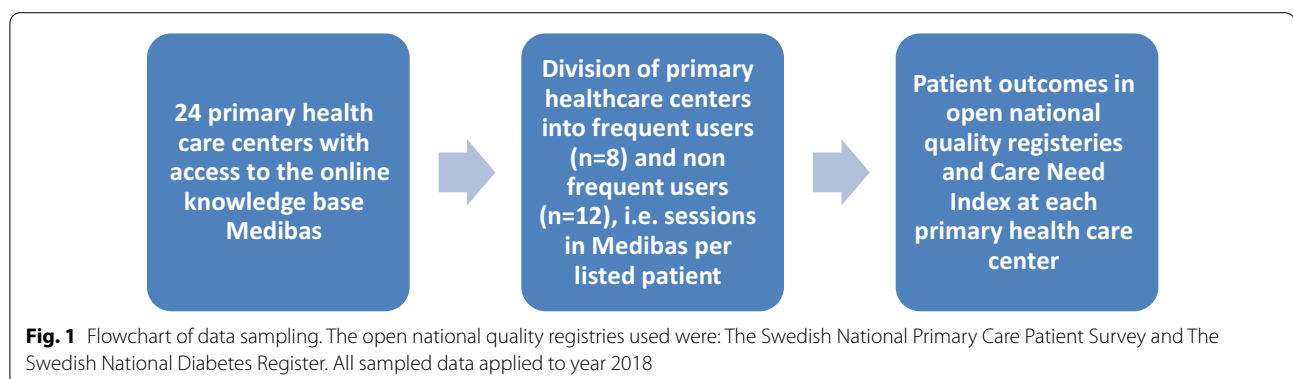 24 primary health
care centers with
access to the online
knowledge base
Medibas
Division of primary
healthcare centers
into frequent users
(n=8) and non
frequent users
(n=12), i.e. sessions
in Medibas per
listed patient
Patient outcomes in
open national
quality registeries
and Care Need
Index at each
primary health care
center
Fig. 1 Flowchart of data sampling. The open national quality registries used were: The Swedish National Primary Care Patient Survey and The
Swedish National Diabetes Register. All sampled data applied to year 2018